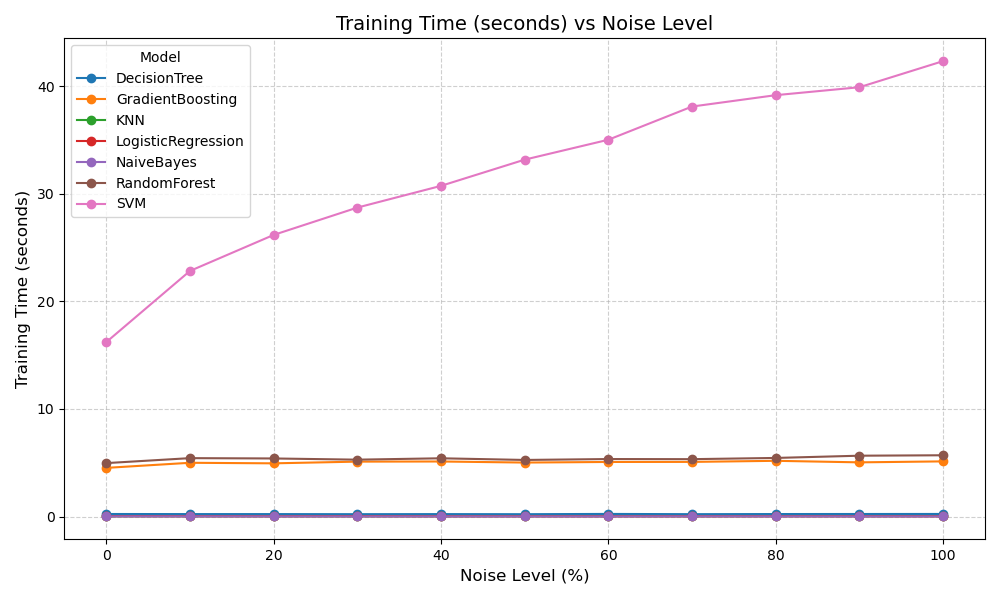 Training Time (seconds) vs Noise Level
Model
DecisionTree
GradientBoosting
KNN
LogisticRegression
NaiveBayes
RandomForest
SVM
Training Time (seconds)
40
30
20
10
0
0 20 40 60 80 100
Noise Level (%)